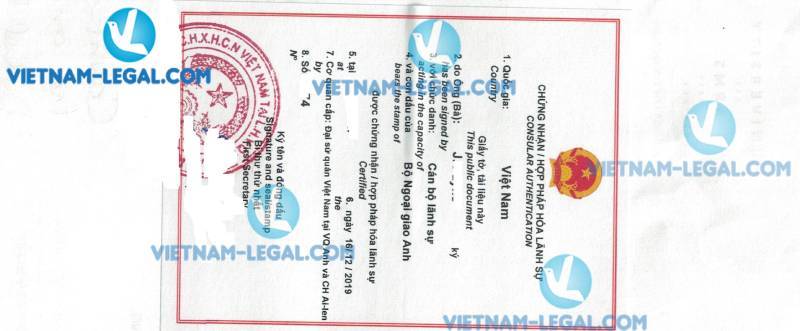 CHỨNG NHẬN / HỢP PHÁP HÓA LÃNH SỰ
CONSULAR AUTHENTICATION
1. Quốc gia: Việt Nam
Country
Giấy tờ, tài liệu này
This public document
2. do Ông (Bà): J. ký
has been signed by
3. với chức danh: Cán bộ lãnh sự
acting in the capacity of
4. và con dấu của Bộ Ngoại giao Anh
bears the stamp of
được chứng nhận / hợp pháp hóa lãnh sự
Certified
5. tại 6. ngày 16/12/2019
at the
7. Cơ quan cấp: Đại sứ quán Việt Nam tại VQ Anh và CH Ai-len
by
8. Số 74
Nº
Ký tên và đóng dấu
Signature and seal/stamp
Bí thư thứ nhất
First Secretary
C.H.X.H.C.N VIỆT NAM TẠI
VIETNAM-LEGAL.COM
VIETNAM-LEGAL.COM
VIETNAM-LEGAL.COM
VIETNAM-LEGAL.COM
VIETNAM-LEGAL.COM